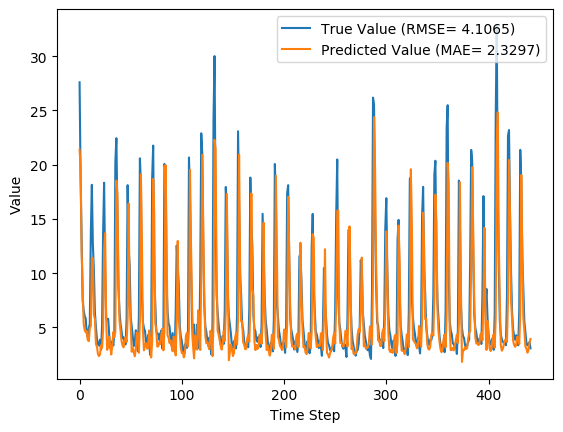 True Value (RMSE= 4.1065)
Predicted Value (MAE= 2.3297)
30
25
20
15
10
5
Value
0
100
200
300
400
Time Step